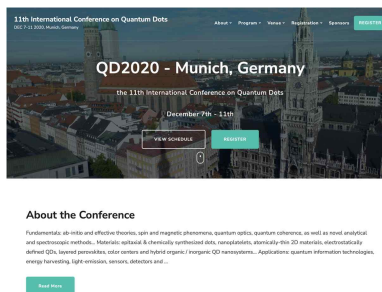 11th International Conference on Quantum Dots
DEC 7-11 2020, Munich, Germany
About Program Venue Registration Sponsors REGISTER
QD2020 - Munich, Germany
the 11th International Conference on Quantum Dots
December 7th - 11th
VIEW SCHEDULE REGISTER
About the Conference
Fundamentals: ab-initio and effective theories, spin and magnetic phenomena, quantum optics, quantum coherence, as well as novel analytical
and spectroscopic methods... Materials: epitaxial & chemically synthesized dots, nanoplatelets, atomically-thin 2D materials, electrostatically
defined QDs, layered perovskites, color centers and hybrid organic / inorganic QD nanosystems... Applications: quantum information technologies,
energy harvesting, light-emission, sensors, detectors and ...
Read More